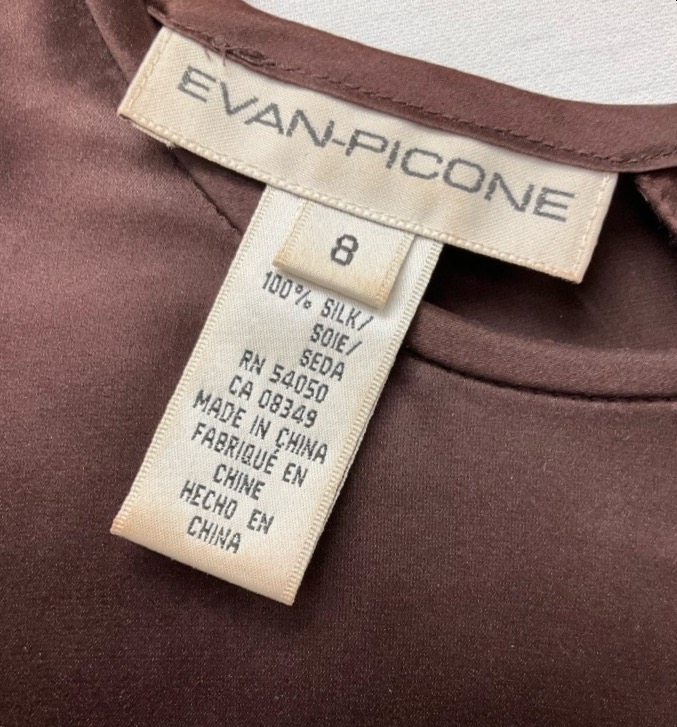 EVAN-PICONE
8
100% SILK/
SOIE/
SEDA
RN 54050
CA 08349
MADE IN CHINA
FABRIQUÉ EN
CHINE
HECHO EN
CHINA